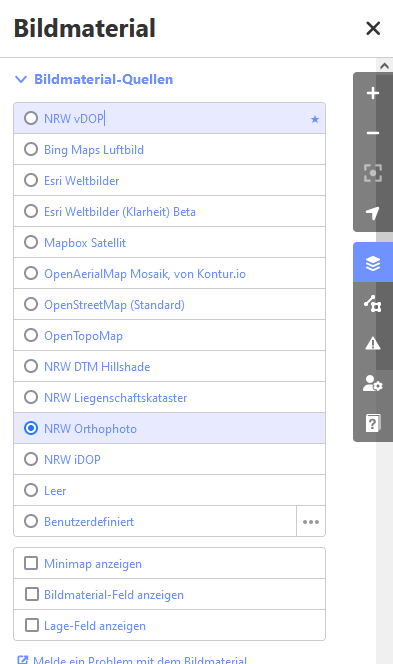 Bildmaterial
Bildmaterial-Quellen
NRW vDOP
Bing Maps Luftbild
Esri Weltbilder
Esri Weltbilder (Klarheit) Beta
Mapbox Satellit
OpenAerialMap Mosaik, von Kontur.io
OpenStreetMap (Standard)
OpenTopoMap
NRW DTM Hillshade
NRW Liegenschaftskataster
NRW Orthophoto
NRW iDOP
Leer
Benutzerdefiniert
Minimap anzeigen
Bildmaterial-Feld anzeigen
Lage-Feld anzeigen
Melde ein Problem mit dem Bildmaterial